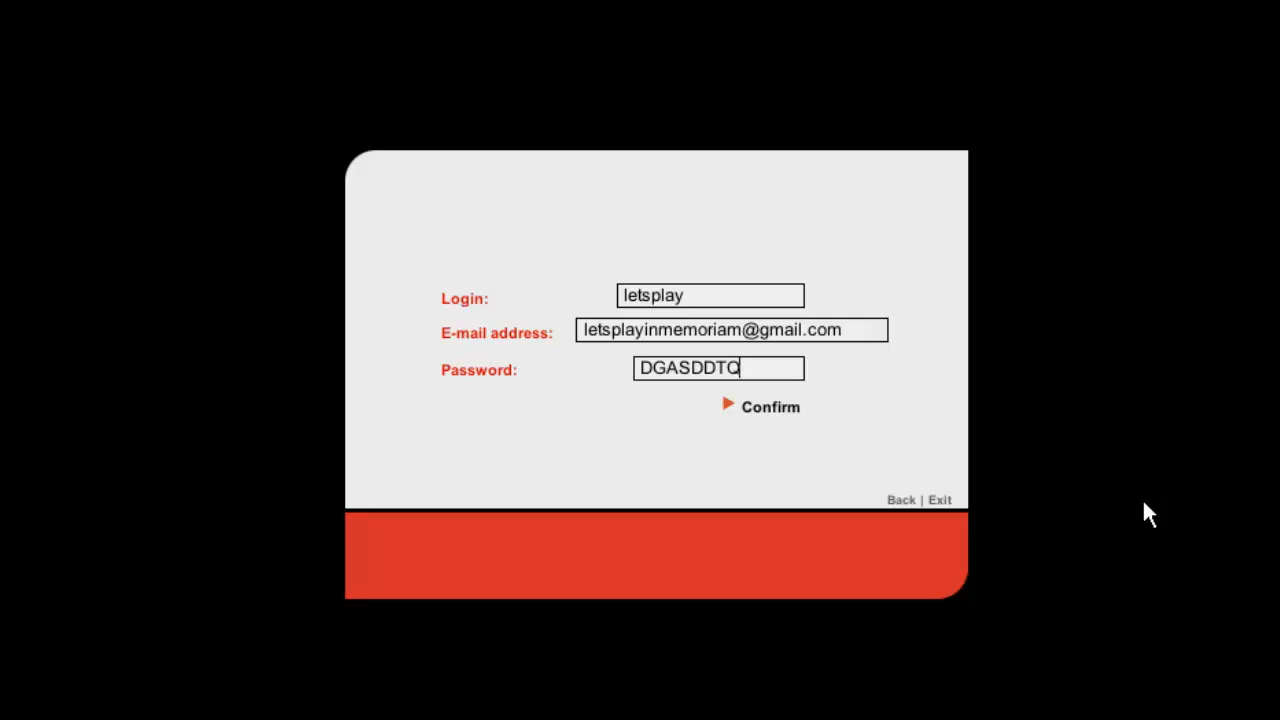 Login: letsplay
E-mail address: letsplayinmemoriam@gmail.com
Password: DGASDDTQ
Confirm
Back | Exit